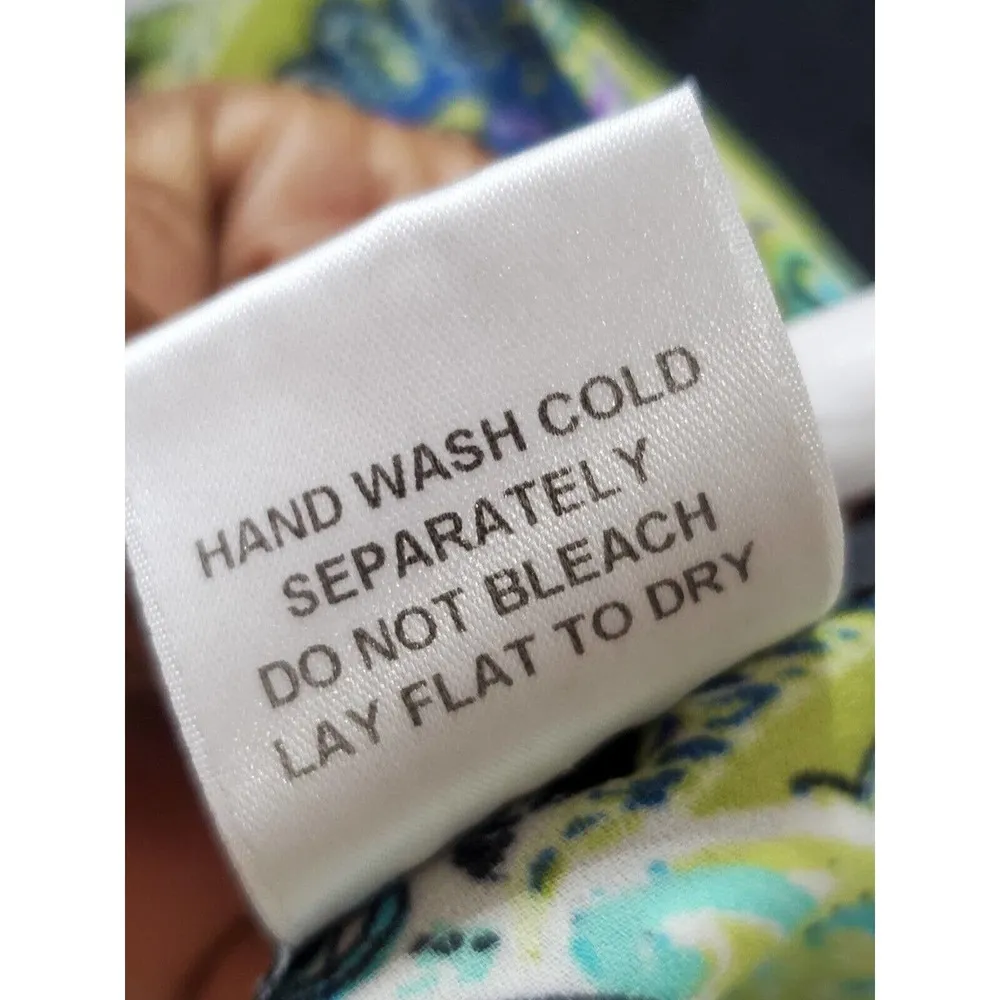 HAND WASH COLD
SEPARATELY
DO NOT BLEACH
LAY FLAT TO DRY